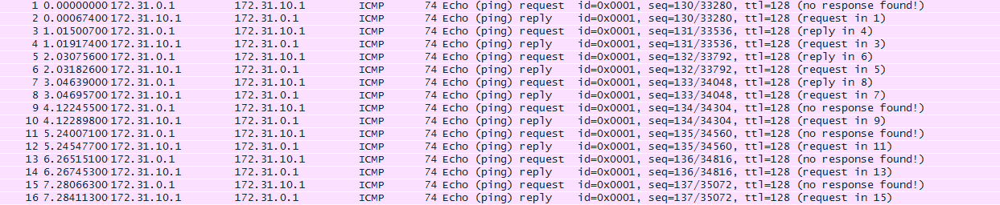 1 0.00000000 172.31.0.1 172.31.10.1 ICMP 74 Echo (ping) request id=0x0001, seq=130/33280, ttl=128 (no response found!)
2 0.00067400 172.31.10.1 172.31.0.1 ICMP 74 Echo (ping) reply id=0x0001, seq=130/33280, ttl=128 (request in 1)
3 1.01500700 172.31.0.1 172.31.10.1 ICMP 74 Echo (ping) request id=0x0001, seq=131/33536, ttl=128 (reply in 4)
4 1.01917400 172.31.10.1 172.31.0.1 ICMP 74 Echo (ping) reply id=0x0001, seq=131/33536, ttl=128 (request in 3)
5 2.03075600 172.31.0.1 172.31.10.1 ICMP 74 Echo (ping) request id=0x0001, seq=132/33792, ttl=128 (reply in 6)
6 2.03182600 172.31.10.1 172.31.0.1 ICMP 74 Echo (ping) reply id=0x0001, seq=132/33792, ttl=128 (request in 5)
7 3.04639000 172.31.0.1 172.31.10.1 ICMP 74 Echo (ping) request id=0x0001, seq=133/34048, ttl=128 (reply in 8)
8 3.04695700 172.31.10.1 172.31.0.1 ICMP 74 Echo (ping) reply id=0x0001, seq=133/34048, ttl=128 (request in 7)
9 4.12245500 172.31.0.1 172.31.10.1 ICMP 74 Echo (ping) request id=0x0001, seq=134/34304, ttl=128 (no response found!)
10 4.12289800 172.31.10.1 172.31.0.1 ICMP 74 Echo (ping) reply id=0x0001, seq=134/34304, ttl=128 (request in 9)
11 5.24007100 172.31.0.1 172.31.10.1 ICMP 74 Echo (ping) request id=0x0001, seq=135/34560, ttl=128 (no response found!)
12 5.24547700 172.31.10.1 172.31.0.1 ICMP 74 Echo (ping) reply id=0x0001, seq=135/34560, ttl=128 (request in 11)
13 6.26515100 172.31.0.1 172.31.10.1 ICMP 74 Echo (ping) request id=0x0001, seq=136/34816, ttl=128 (no response found!)
14 6.26745300 172.31.10.1 172.31.0.1 ICMP 74 Echo (ping) reply id=0x0001, seq=136/34816, ttl=128 (request in 13)
15 7.28066300 172.31.0.1 172.31.10.1 ICMP 74 Echo (ping) request id=0x0001, seq=137/35072, ttl=128 (no response found!)
16 7.28411300 172.31.10.1 172.31.0.1 ICMP 74 Echo (ping) reply id=0x0001, seq=137/35072, ttl=128 (request in 15)